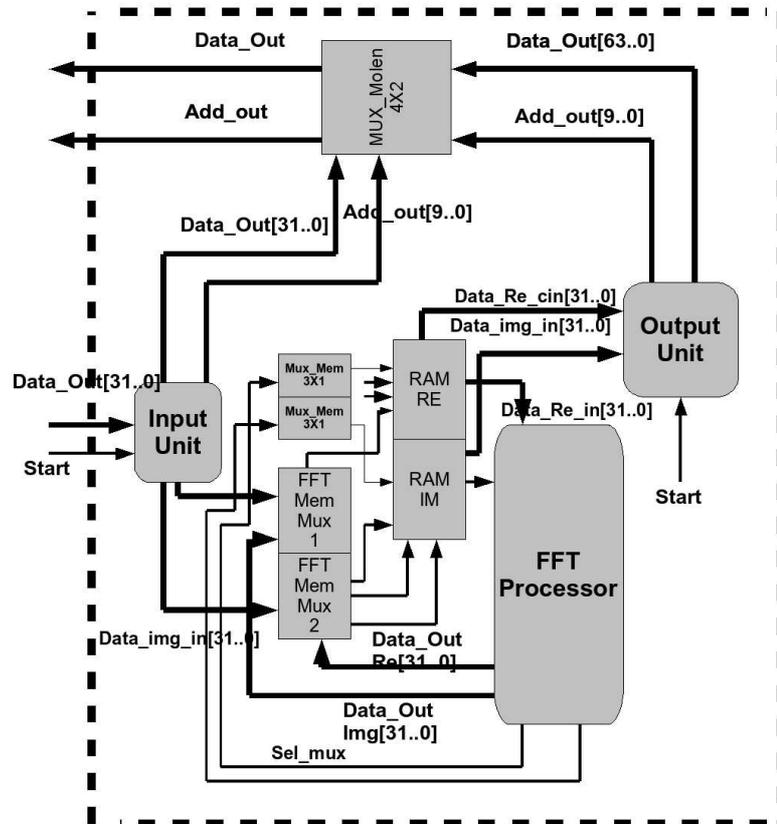 Data_Out
MUX_Molen
4X2
Data_Out[63..0]
Add_out
Add_out[9..0]
Data_Out[31..0]
Add_out[9..0]
Data_Re_cin[31..0]
Data_img_in[31..0]
Output
Unit
Data_Out[31..0]
Mux_Mem
3X1
RAM
RE
Mux_Mem
3X1
Data_Re_in[31..0]
Input
Unit
Start
FFT
Mem
Mux
1
RAM
IM
Start
FFT
Mem
Mux
2
FFT
Processor
Data_img_in[31..0]
Data_Out
Re[31..0]
Data_Out
Img[31..0]
Sel_mux